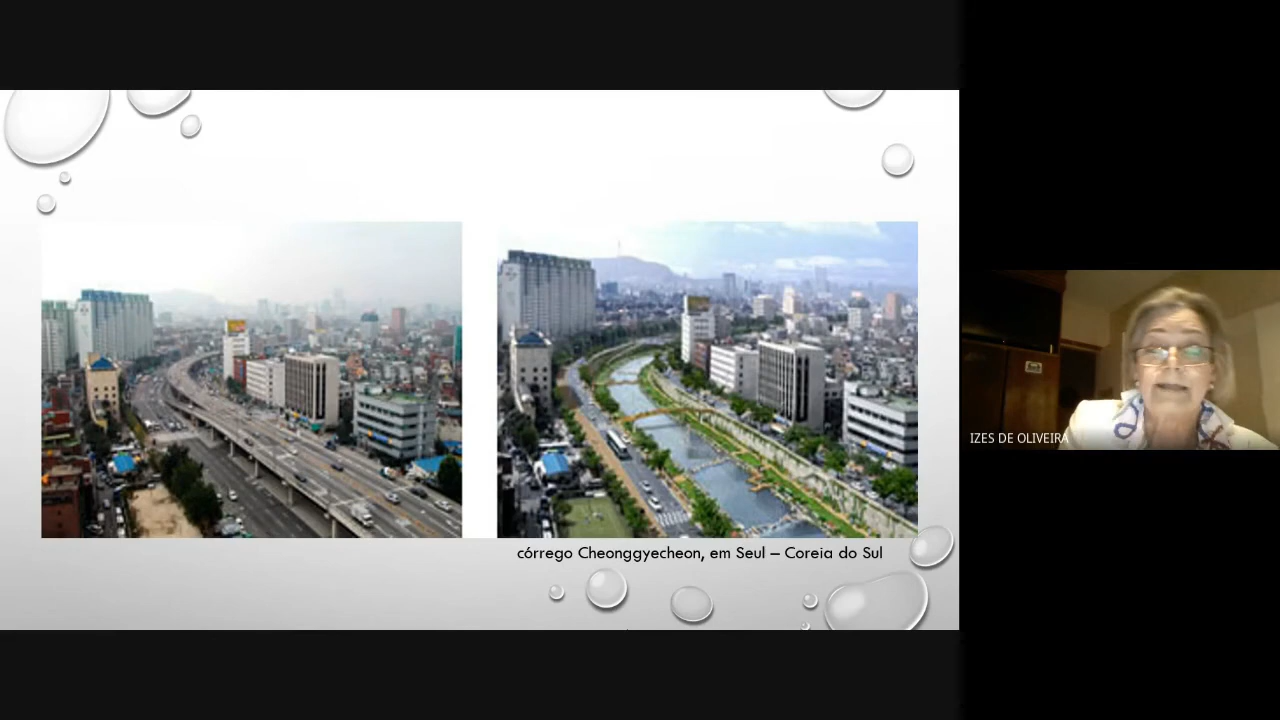 córrego Cheonggyecheon, em Seul – Coreia do Sul
IZES DE OLIVEIRA